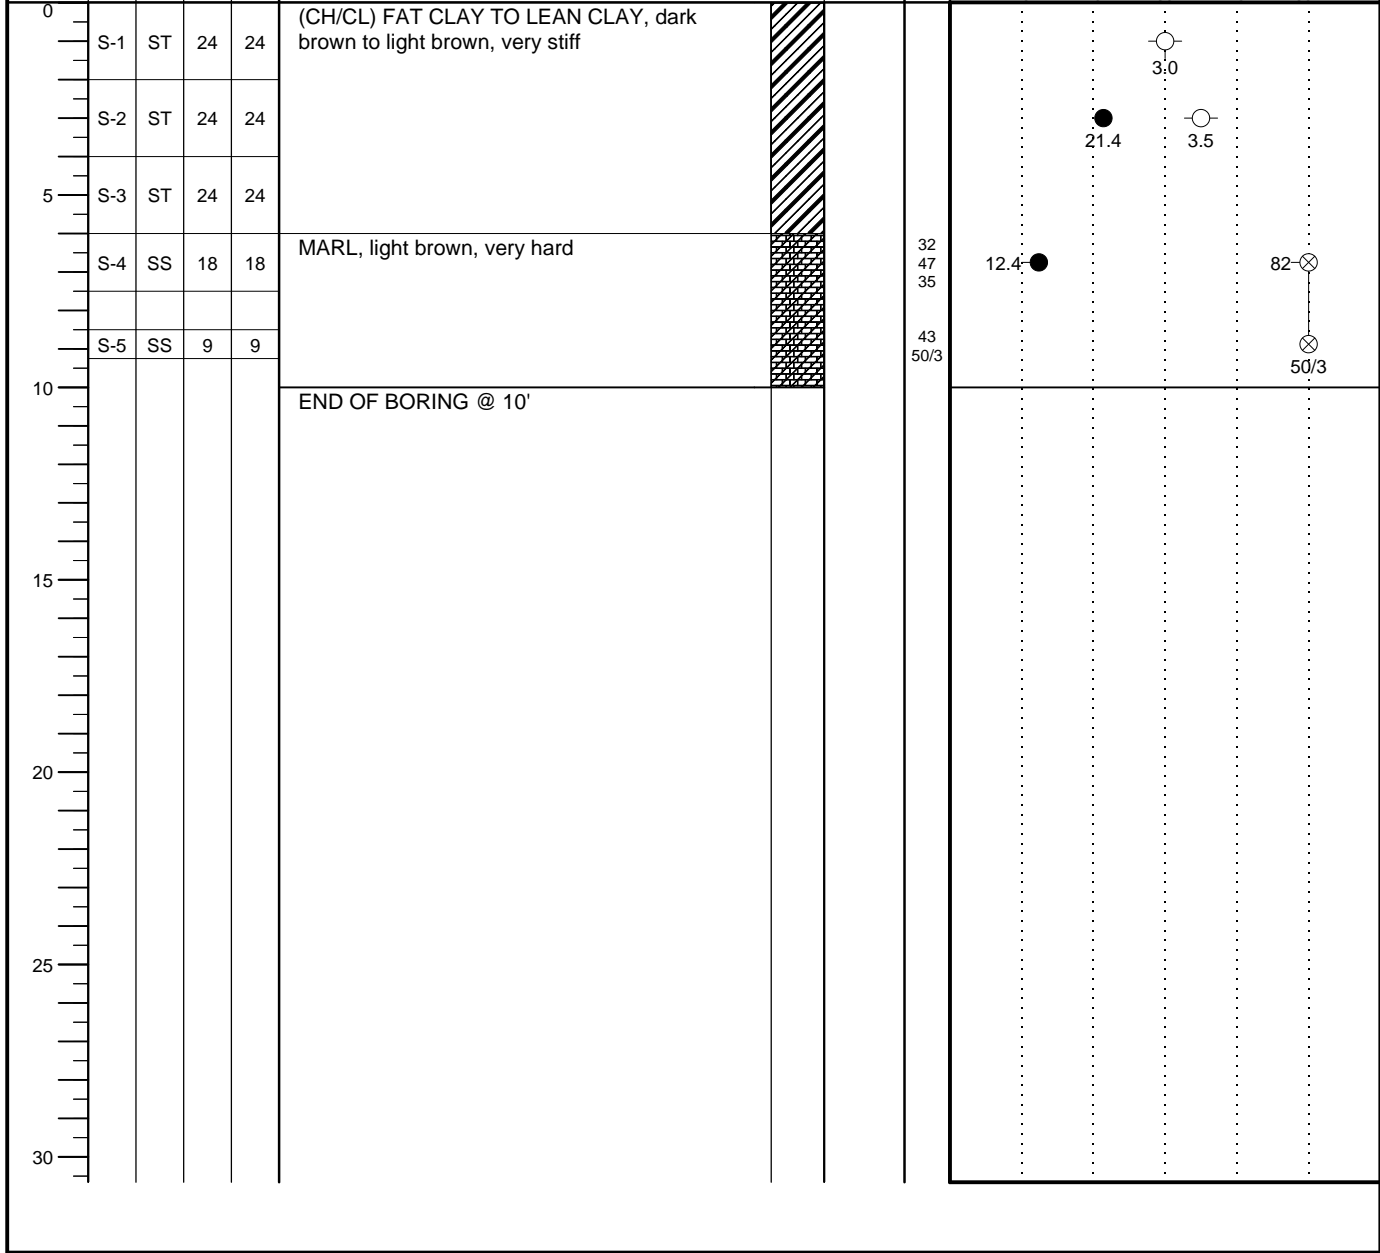 0
(CH/CL) FAT CLAY TO LEAN CLAY, dark
S-1 ST 24 24
brown to light brown, very stiff
3.0
S-2 ST 24 24
21.4 3.5
5 S-3 ST 24 24
MARL, light brown, very hard
32
S-4 SS 18 18 47 12.4 82
35
43
S-5 SS 9 9
50/3
50/3
10
END OF BORING @ 10'
15
20
25
30